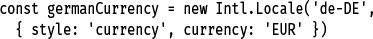 const germanCurrency = new Intl.Locale('de-DE',
{ style: 'currency', currency: 'EUR' })